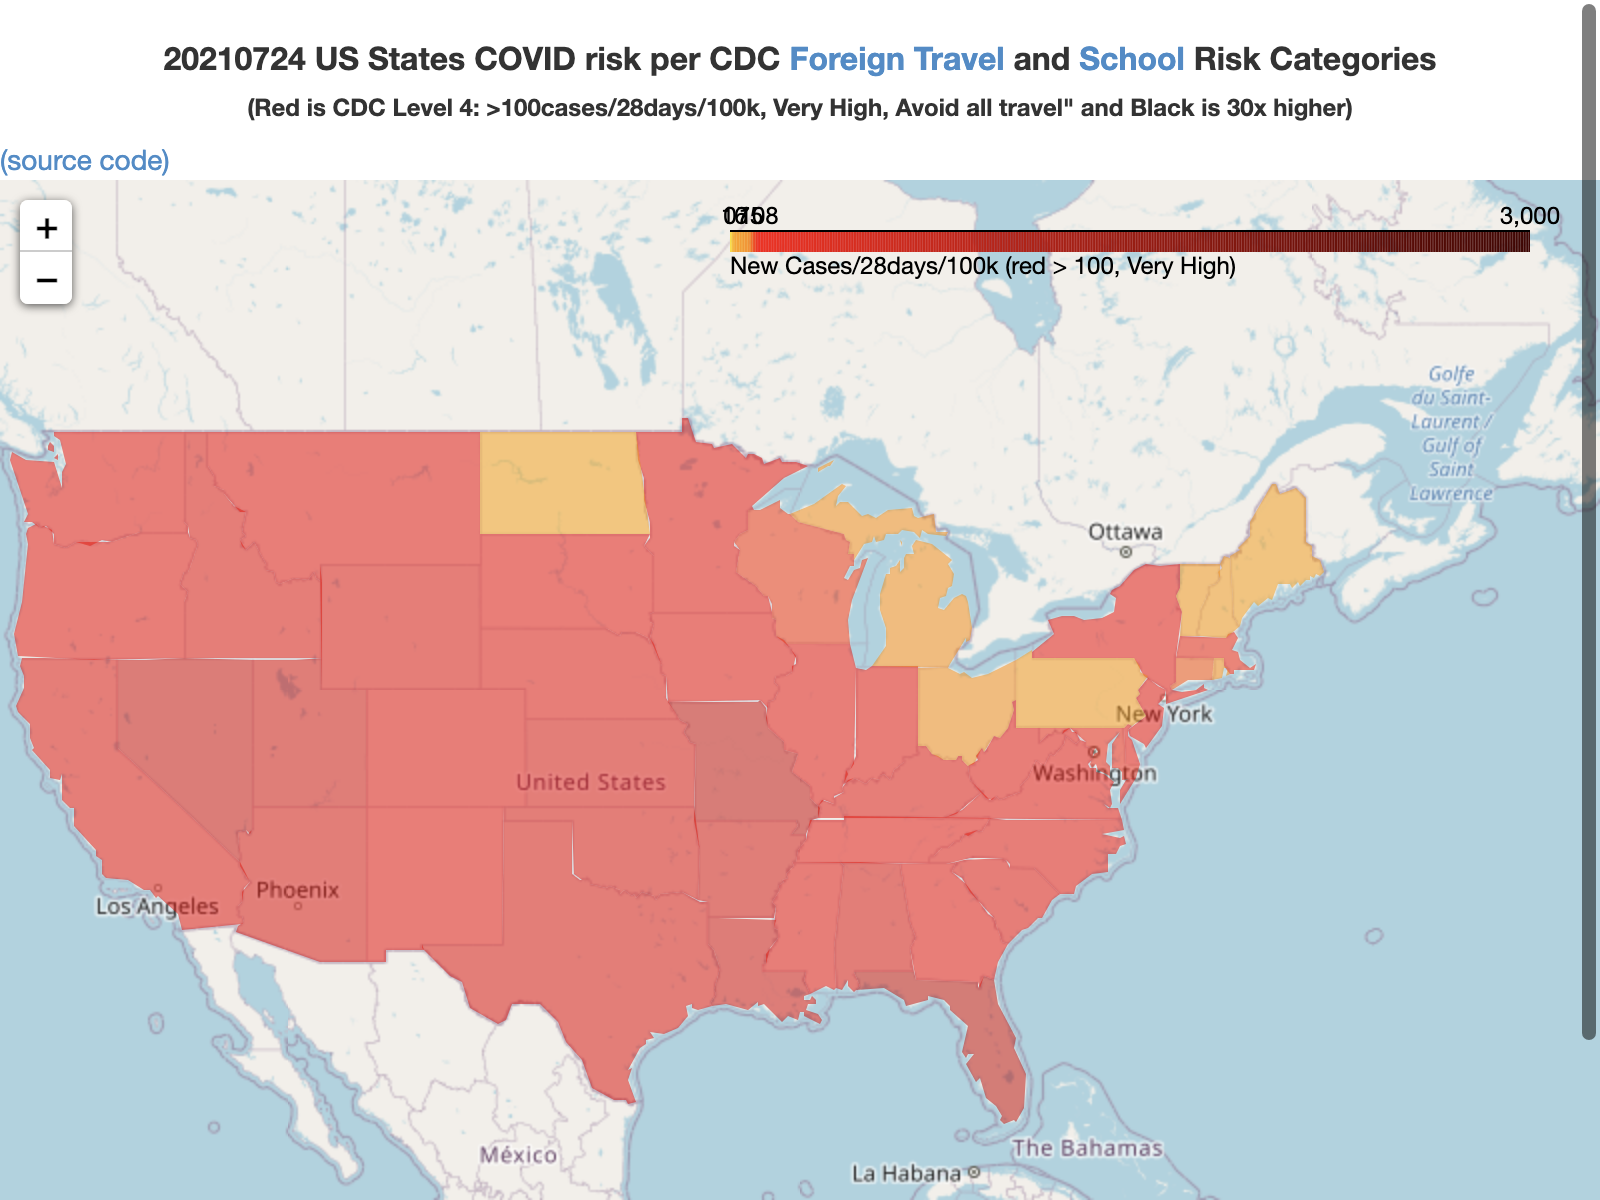 20210724 US States COVID risk per CDC Foreign Travel and School Risk Categories
(Red is CDC Level 4: >100cases/28days/100k, Very High, Avoid all travel" and Black is 30x higher)
(source code)
+
−
3,000
New Cases/28days/100k (red > 100, Very High)
Golfe
du Saint-
Laurent /
Gulf of
Saint
Lawrence
Ottawa
New York
Washington
United States
Phoenix
Los Angeles
México
The Bahamas
La Habana